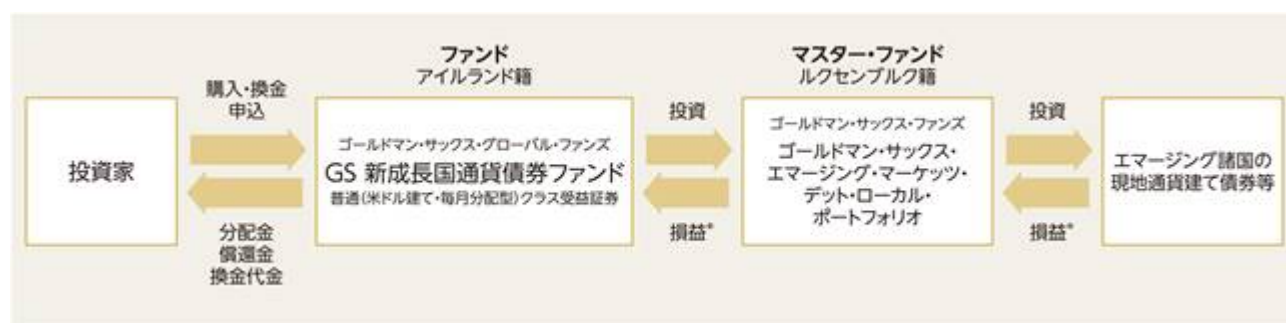 投資家
購入・換金
申込
分配金
償還金
換金代金
ファンド
アイルランド籍
ゴールドマン・サックス・グローバル・ファンズ
GS 新成長国通貨債券ファンド
普通(米ドル建て・毎月分配型)クラス受益証券
投資
損益*
マスター・ファンド
ルクセンブルク籍
ゴールドマン・サックス・ファンズ
ゴールドマン・サックス・
エマージング・マーケッツ・
デット・ローカル・
ポートフォリオ
投資
損益*
エマージング諸国の
現地通貨建て債券等